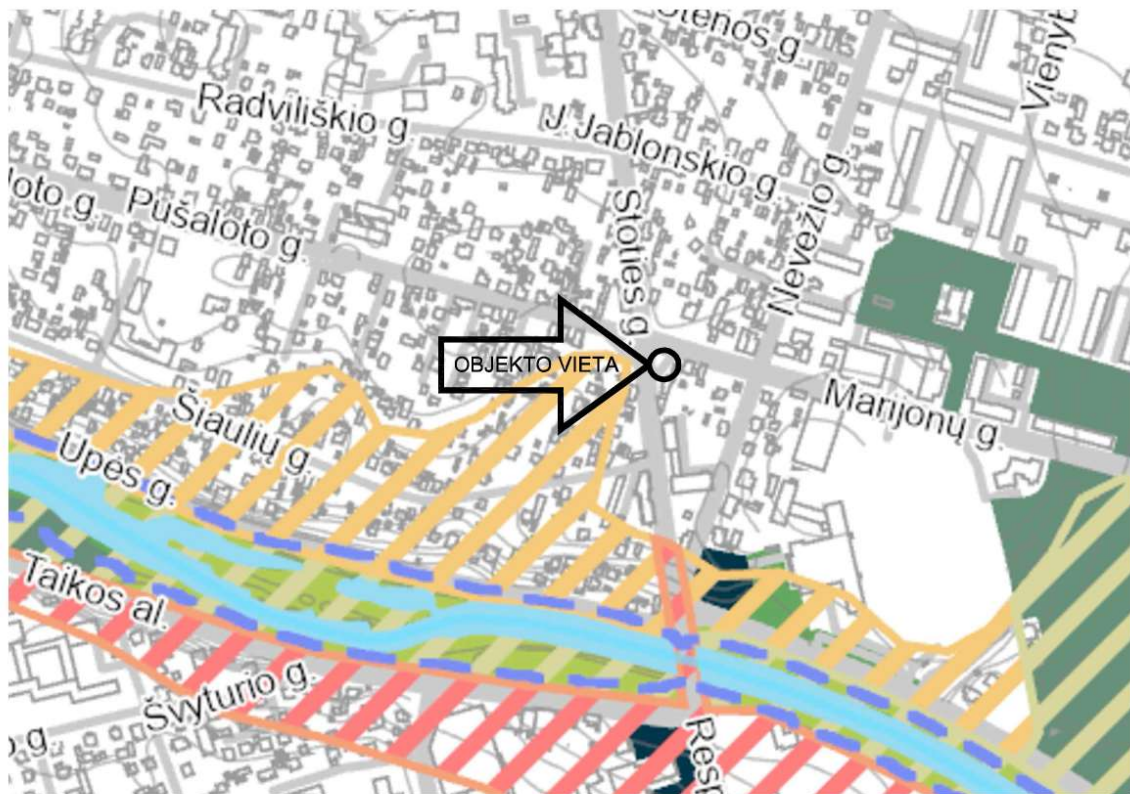 Radviliškio g.
J. Jablonskio g.
Pušaloto g.
Stoties g.
Nevėžio g.
OBJEKTO VIETA
Marijonų g.
Šiaulių g.
Upės g.
Taikos al.
Švyturio g.